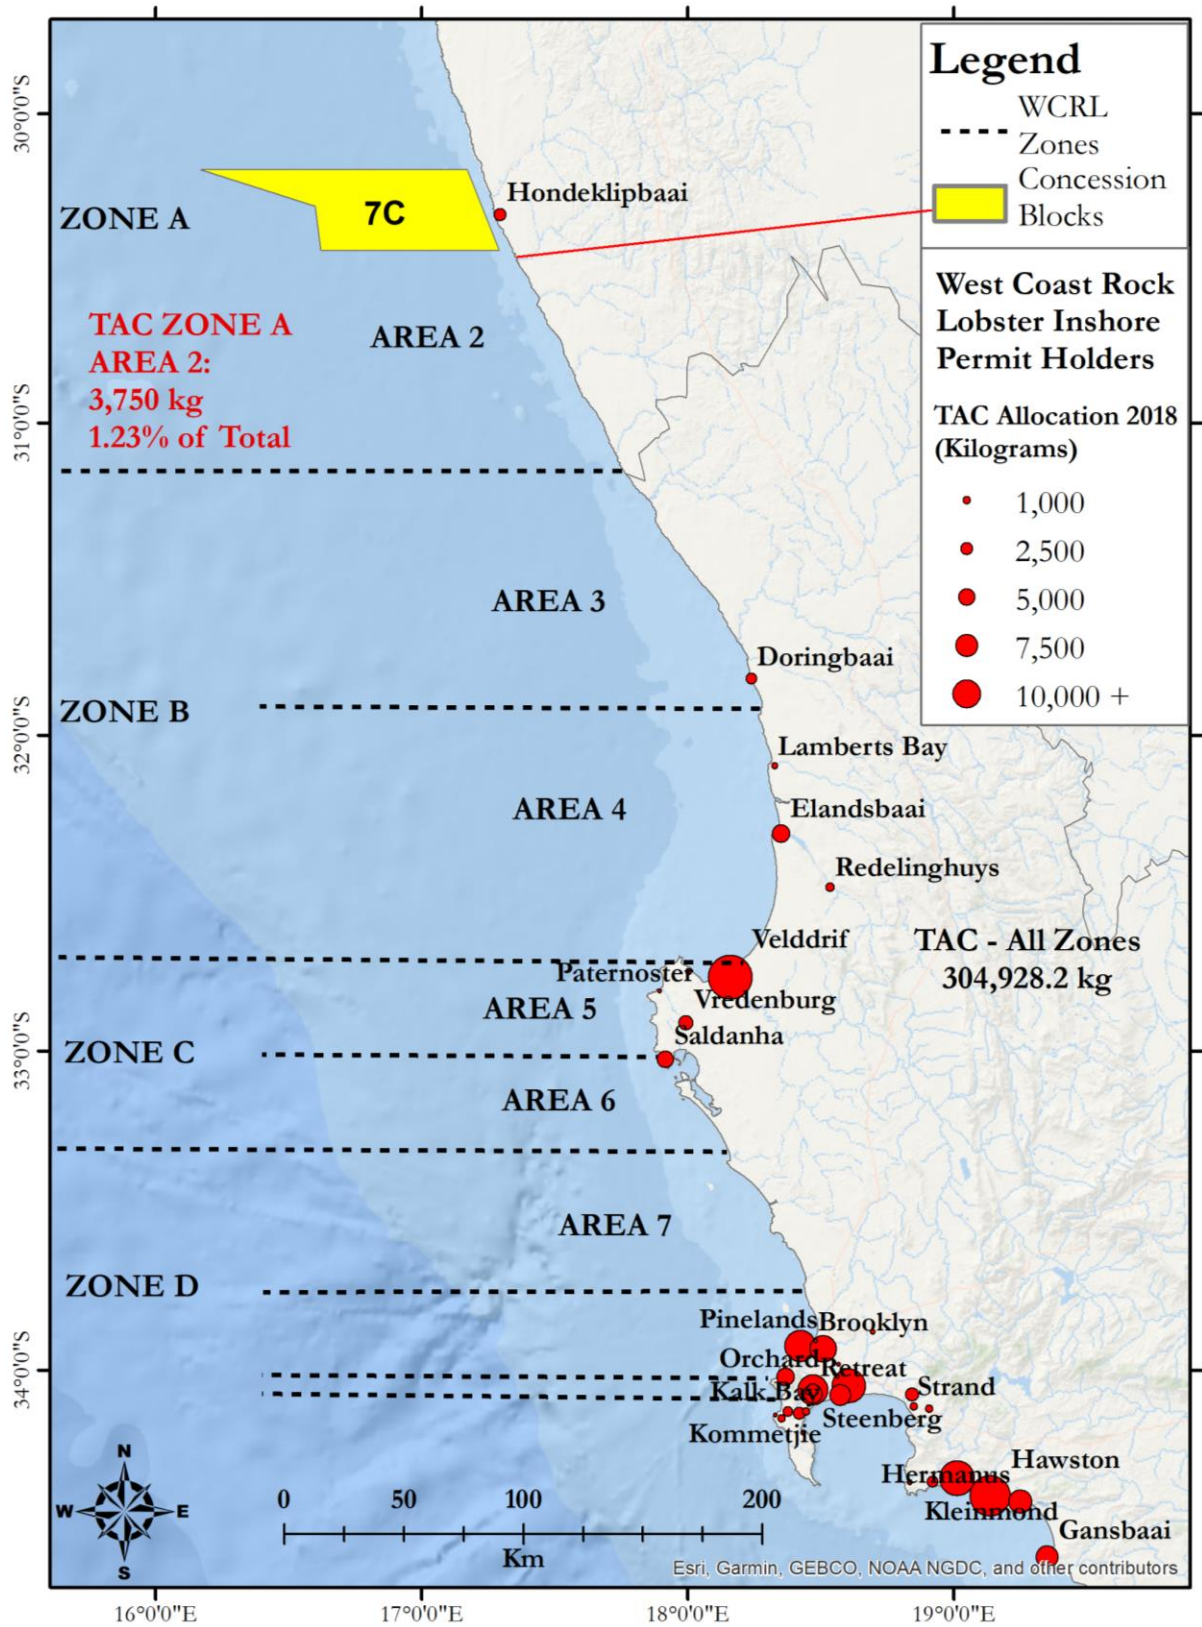 Legend
WCRL
Zones
Concession
Blocks
West Coast Rock
Lobster Inshore
Permit Holders
TAC Allocation 2018
(Kilograms)
1,000
2,500
5,000
7,500
10,000 +
30°0'0"S
31°0'0"S
32°0'0"S
33°0'0"S
34°0'0"S
ZONE A
7C
Hondeklipbaai
TAC ZONE A
AREA 2:
3,750 kg
1.23% of Total
AREA 2
AREA 3
Doringbaai
ZONE B
Lamberts Bay
AREA 4
Elandsbaai
Redelinghuys
Velddrif
TAC - All Zones
304,928.2 kg
Paternoster
Vredenburg
AREA 5
Saldanha
ZONE C
AREA 6
AREA 7
ZONE D
Pinelands
Brooklyn
Orchard
Retreat
Kalk Bay
Strand
Steenberg
Kommetjie
Hawston
Hermanus
Kleinmond
Gansbaai
N
W E
S
0 50 100 200
Km
Esri, Garmin, GEBCO, NOAA NGDC, and other contributors
16°0'0"E 17°0'0"E 18°0'0"E 19°0'0"E